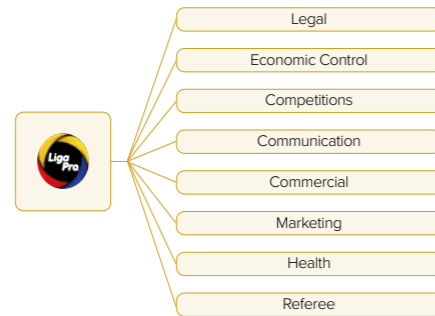 Legal
Economic Control
Competitions
Communication
Liga
Pro
Commercial
Marketing
Health
Referee